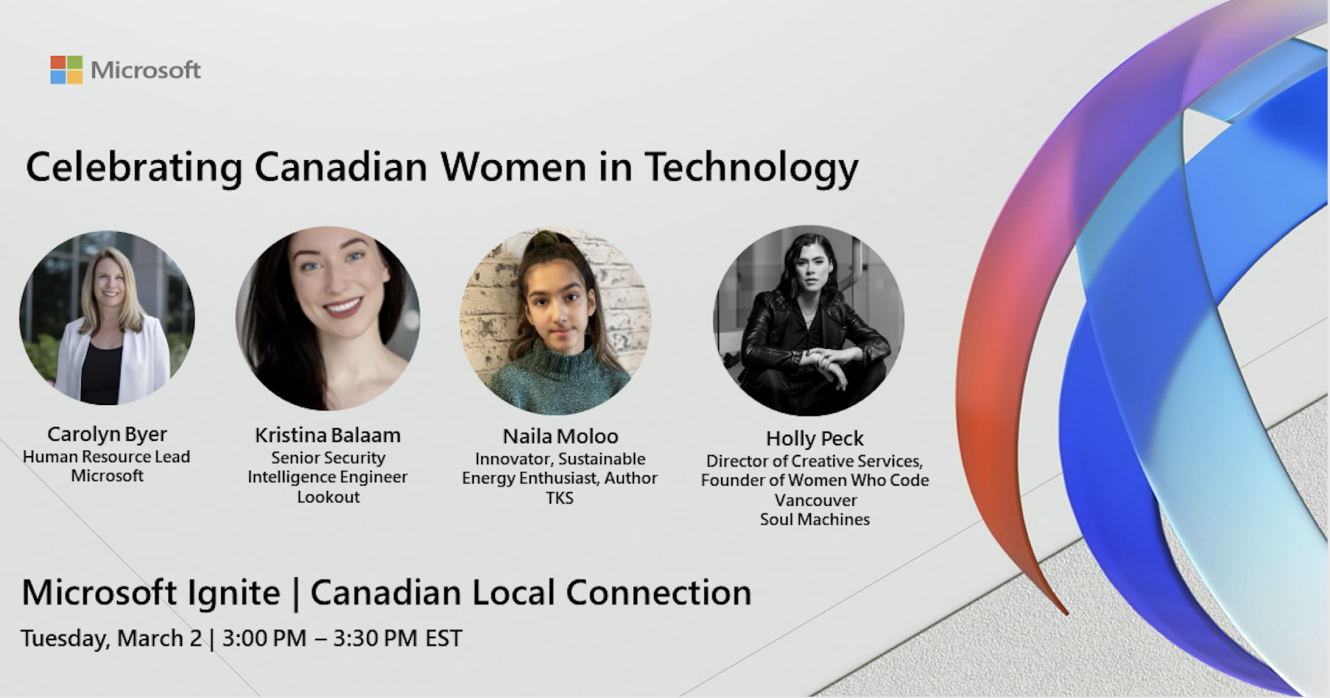 Microsoft
Celebrating Canadian Women in Technology
Carolyn Byer
Human Resource Lead
Microsoft
Kristina Balaam
Senior Security
Intelligence Engineer
Lookout
Naila Moloo
Innovator, Sustainable
Energy Enthusiast, Author
TKS
Holly Peck
Director of Creative Services,
Founder of Women Who Code
Vancouver
Soul Machines
Microsoft Ignite | Canadian Local Connection
Tuesday, March 2 | 3:00 PM – 3:30 PM EST